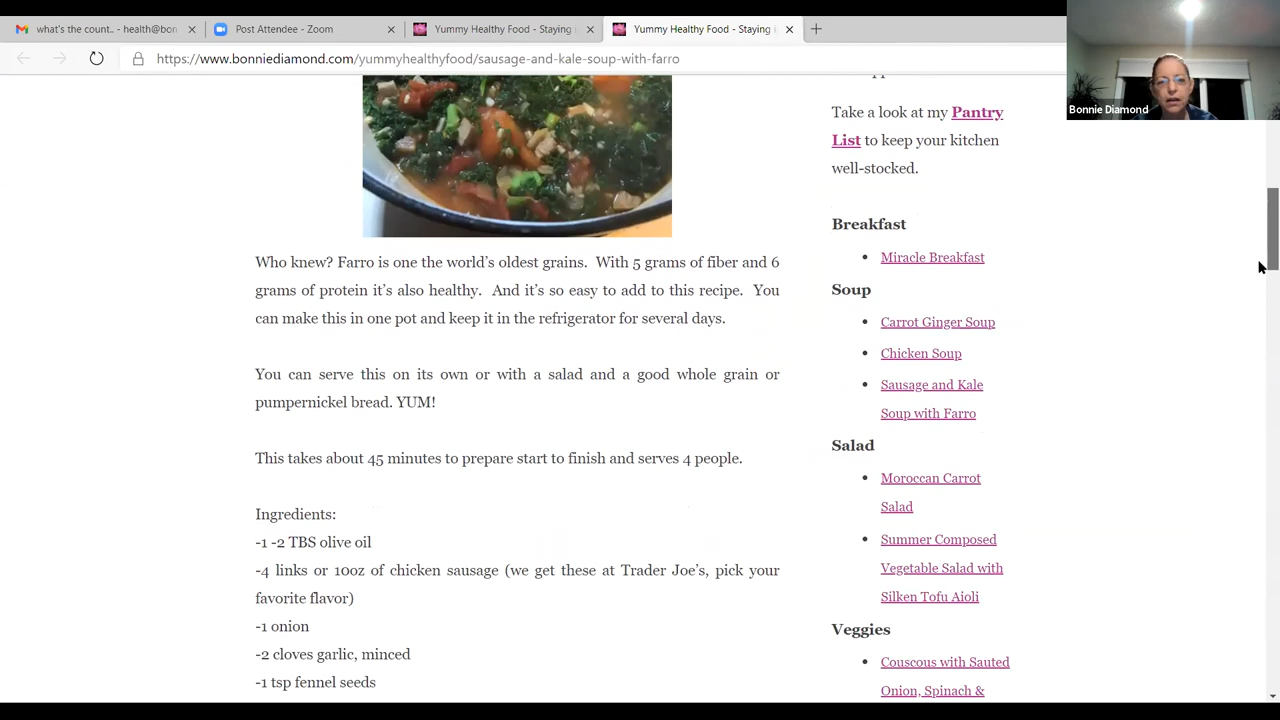 what's the count.. - health@bon
Post Attendee - Zoom
Yummy Healthy Food - Staying i
Yummy Healthy Food - Staying i
https://www.bonniediamond.com/yummyhealthyfood/sausage-and-kale-soup-with-farro
Bonnie Diamond
Who knew? Farro is one the world's oldest grains. With 5 grams of fiber and 6
grams of protein it's also healthy. And it's so easy to add to this recipe. You
can make this in one pot and keep it in the refrigerator for several days.
You can serve this on its own or with a salad and a good whole grain or
pumpernickel bread. YUM!
This takes about 45 minutes to prepare start to finish and serves 4 people.
Ingredients:
-1 -2 TBS olive oil
-4 links or 10oz of chicken sausage (we get these at Trader Joe's, pick your
favorite flavor)
-1 onion
-2 cloves garlic, minced
-1 tsp fennel seeds
Take a look at my Pantry
List to keep your kitchen
well-stocked.
Breakfast
Miracle Breakfast
Soup
Carrot Ginger Soup
Chicken Soup
Sausage and Kale
Soup with Farro
Salad
Moroccan Carrot
Salad
Summer Composed
Vegetable Salad with
Silken Tofu Aioli
Veggies
Couscous with Sauted
Onion, Spinach &